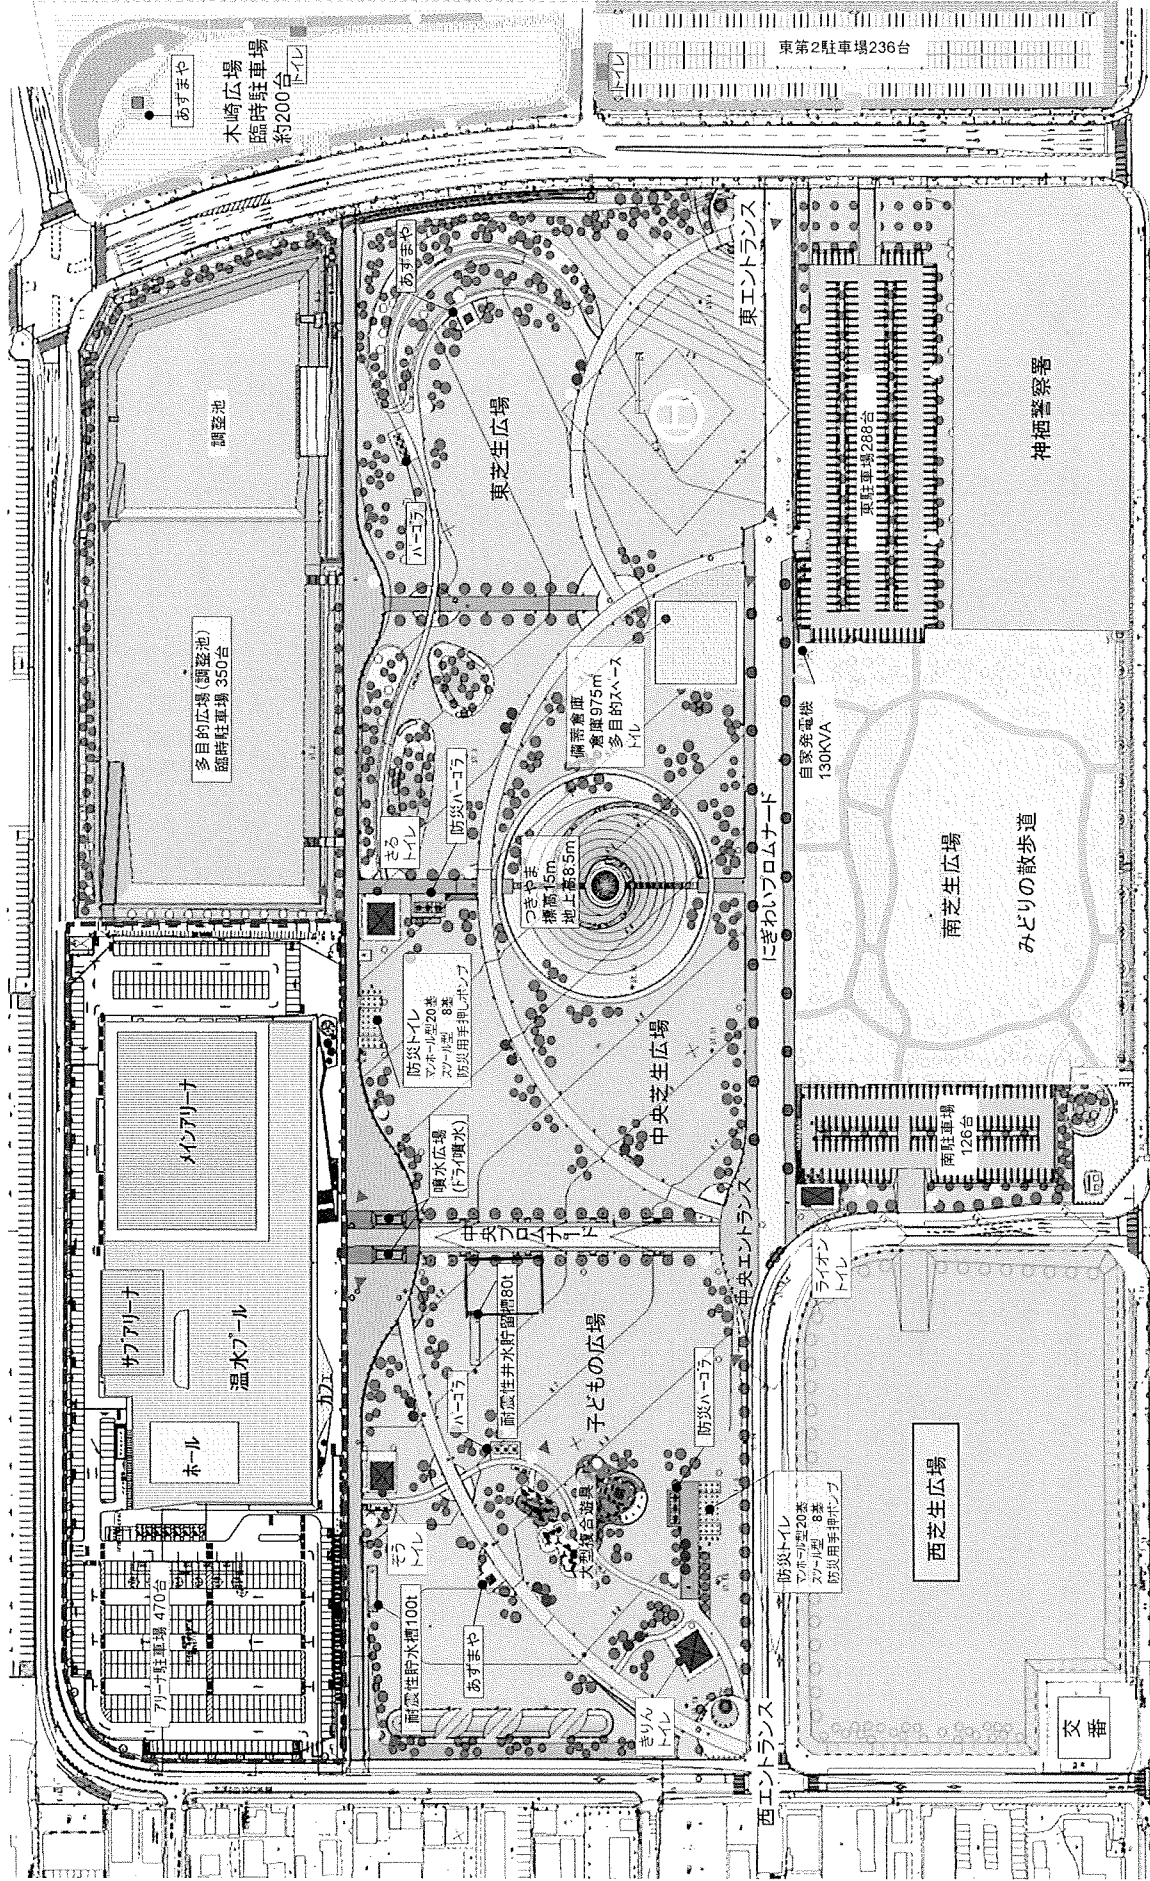 あずまや
木崎広場
臨時駐車場
約200台
トイレ
トイレ
東第2駐車場236台
調整池
多目的広場(調整池)
臨時駐車場 350台
あずまや
パーゴラ
東芝生広場
東エントランス
H
東駐車場288台
神栖警察署
備蓄倉庫
倉庫975㎡
多目的スペース
トイレ
自家発電機
130KVA
さる
トイレ
防災パーゴラ
つきやま
標高15m
地上高8.5m
にぎわいプロムナード
南芝生広場
みどりの散歩道
防災トイレ
マンホール型20基
スツール型 8基
防災用手押しポンプ
中央芝生広場
噴水広場
(ドライ噴水)
南駐車場
126台
メインアリーナ
サブアリーナ
温水プール
カフェ
ホール
アリーナ駐車場 470台
中央プロムナード
中央エントランス
ライオン
トイレ
耐震性井水貯留槽80t
パーゴラ
子どもの広場
防災パーゴラ
大型複合遊具
ぞう
トイレ
耐震性貯水槽100t
あずまや
きりん
トイレ
防災トイレ
マンホール型20基
スツール型 8基
防災用手押ポンプ
西芝生広場
西エントランス
交
番